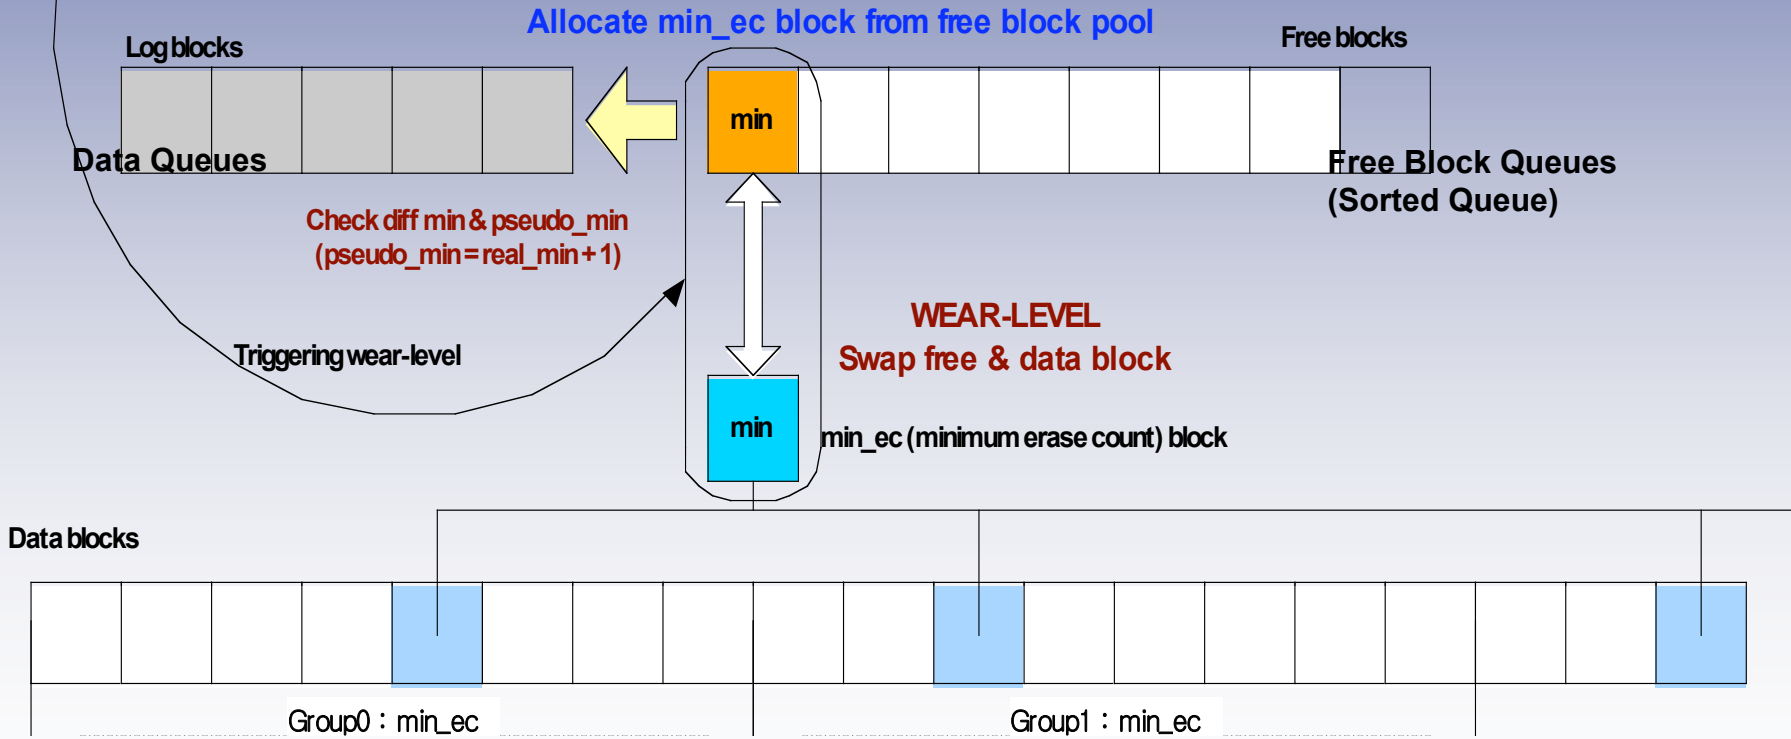 Allocate min_ec block from free block pool
Log blocks
Free blocks
min
Data Queues
Free Block Queues
(Sorted Queue)
Check diff min & pseudo_min
(pseudo_min = real_min + 1)
WEAR-LEVEL
Swap free & data block
Triggering wear-level
min
min_ec (minimum erase count) block
Data blocks
Group0 : min_ec
Group1 : min_ec